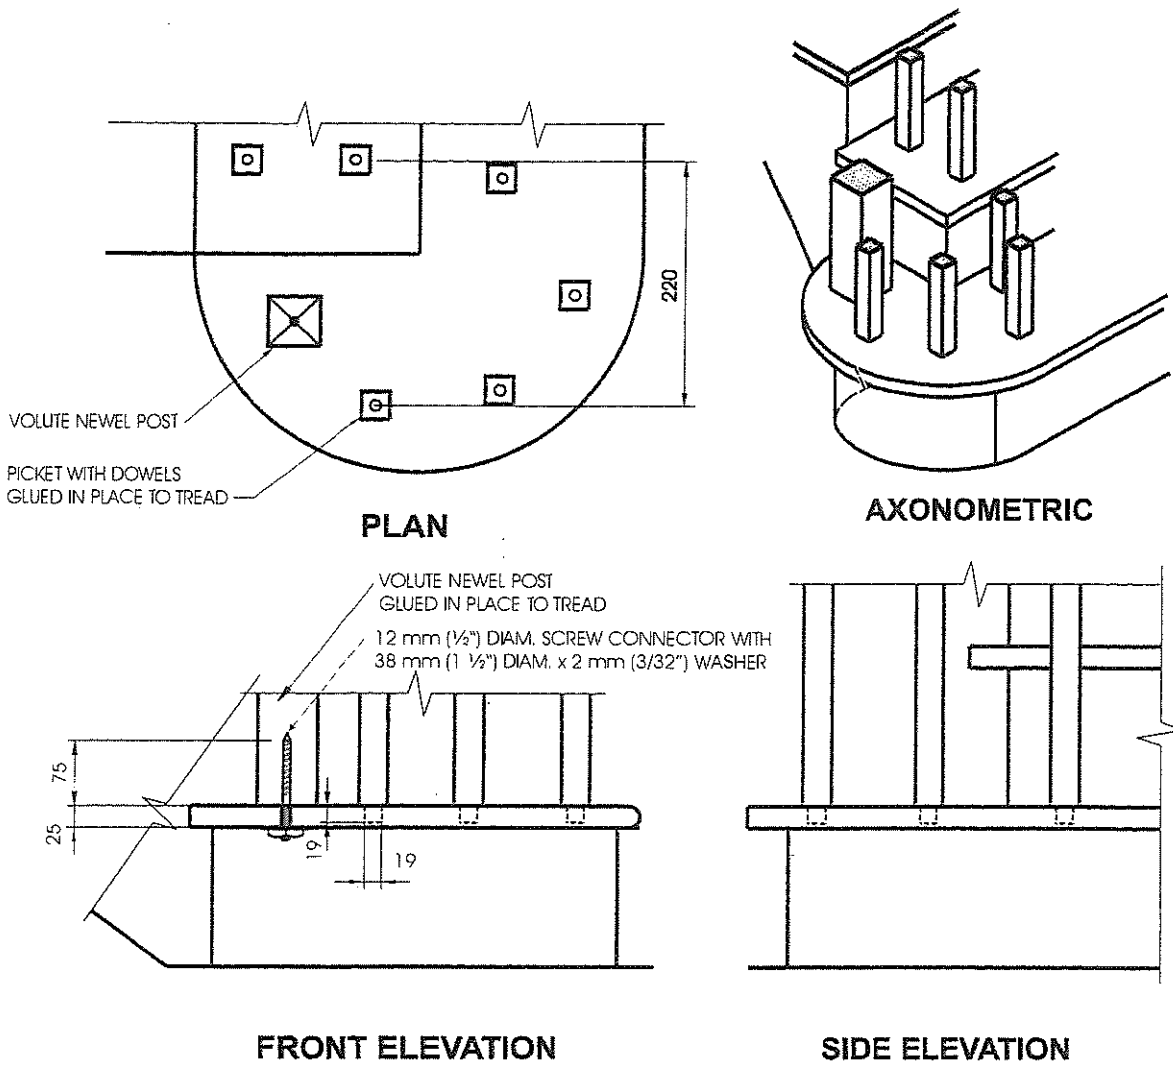 220
VOLUTE NEWEL POST
PICKET WITH DOWELS
GLUED IN PLACE TO TREAD
PLAN
AXONOMETRIC
VOLUTE NEWEL POST
GLUED IN PLACE TO TREAD
12 mm (½") DIAM. SCREW CONNECTOR WITH
38 mm (1 ½") DIAM. x 2 mm (3/32") WASHER
75
25
19
19
FRONT ELEVATION
SIDE ELEVATION